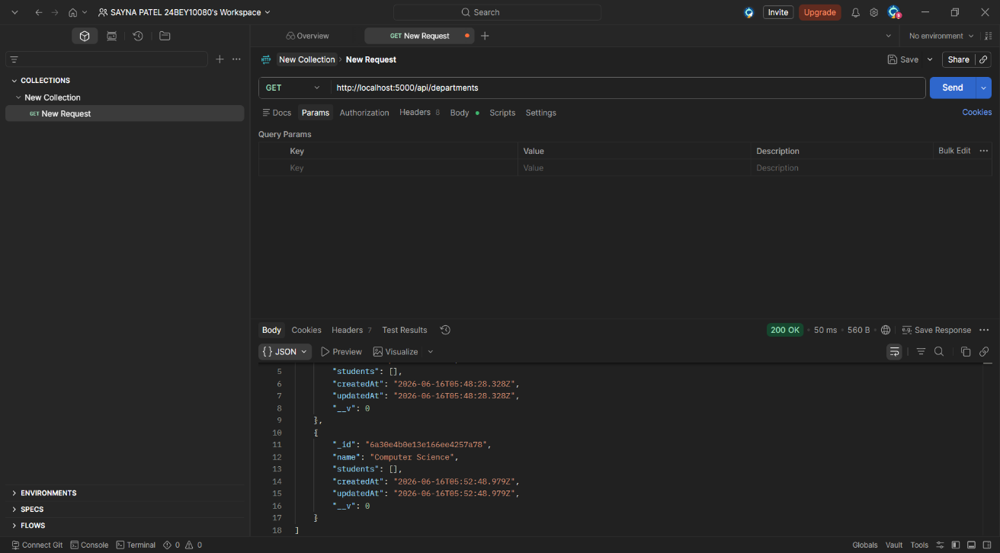 SAYNA PATEL 24BEY10080's Workspace
Search
Invite
Upgrade
Overview
GET New Request
No environment
New Collection › New Request
Save
Share
COLLECTIONS
New Collection
GET New Request
GET
http://localhost:5000/api/departments
Send
Docs Params Authorization Headers 8 Body Scripts Settings
Cookies
Query Params
Key Value Description Bulk Edit
Key Value Description
Body Cookies Headers 7 Test Results
200 OK • 50 ms • 560 B
e.g. Save Response
{} JSON Preview Visualize
5 "students": [],
6 "createdAt": "2026-06-16T05:48:28.328Z",
7 "updatedAt": "2026-06-16T05:48:28.328Z",
8 "__v": 0
9 },
10 {
11 "_id": "6a30e4b0e13e166ee4257a78",
12 "name": "Computer Science",
13 "students": [],
14 "createdAt": "2026-06-16T05:52:48.979Z",
15 "updatedAt": "2026-06-16T05:52:48.979Z",
16 "__v": 0
17 }
18 ]
ENVIRONMENTS
SPECS
FLOWS
Connect Git Console Terminal 0 0
Globals Vault Tools